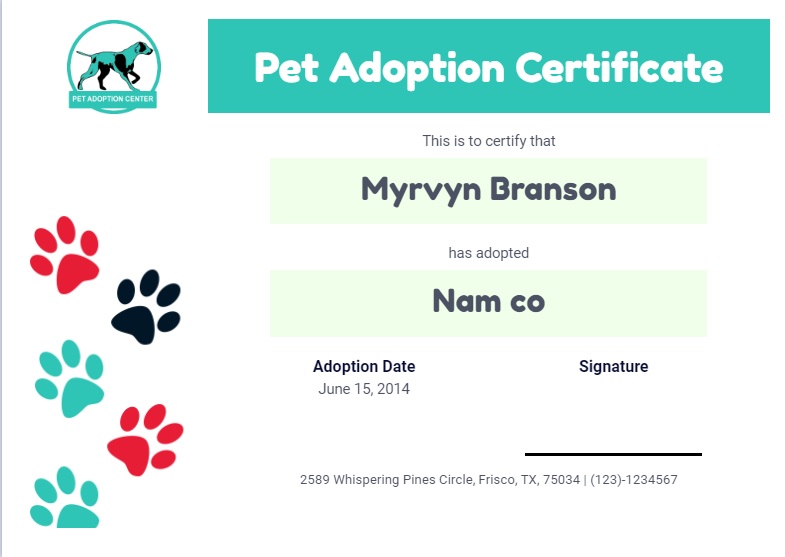 PET ADOPTION CENTER
Pet Adoption Certificate
This is to certify that
Myrvyn Branson
has adopted
Nam co
Adoption Date
Signature
June 15, 2014
2589 Whispering Pines Circle, Frisco, TX, 75034 | (123)-1234567